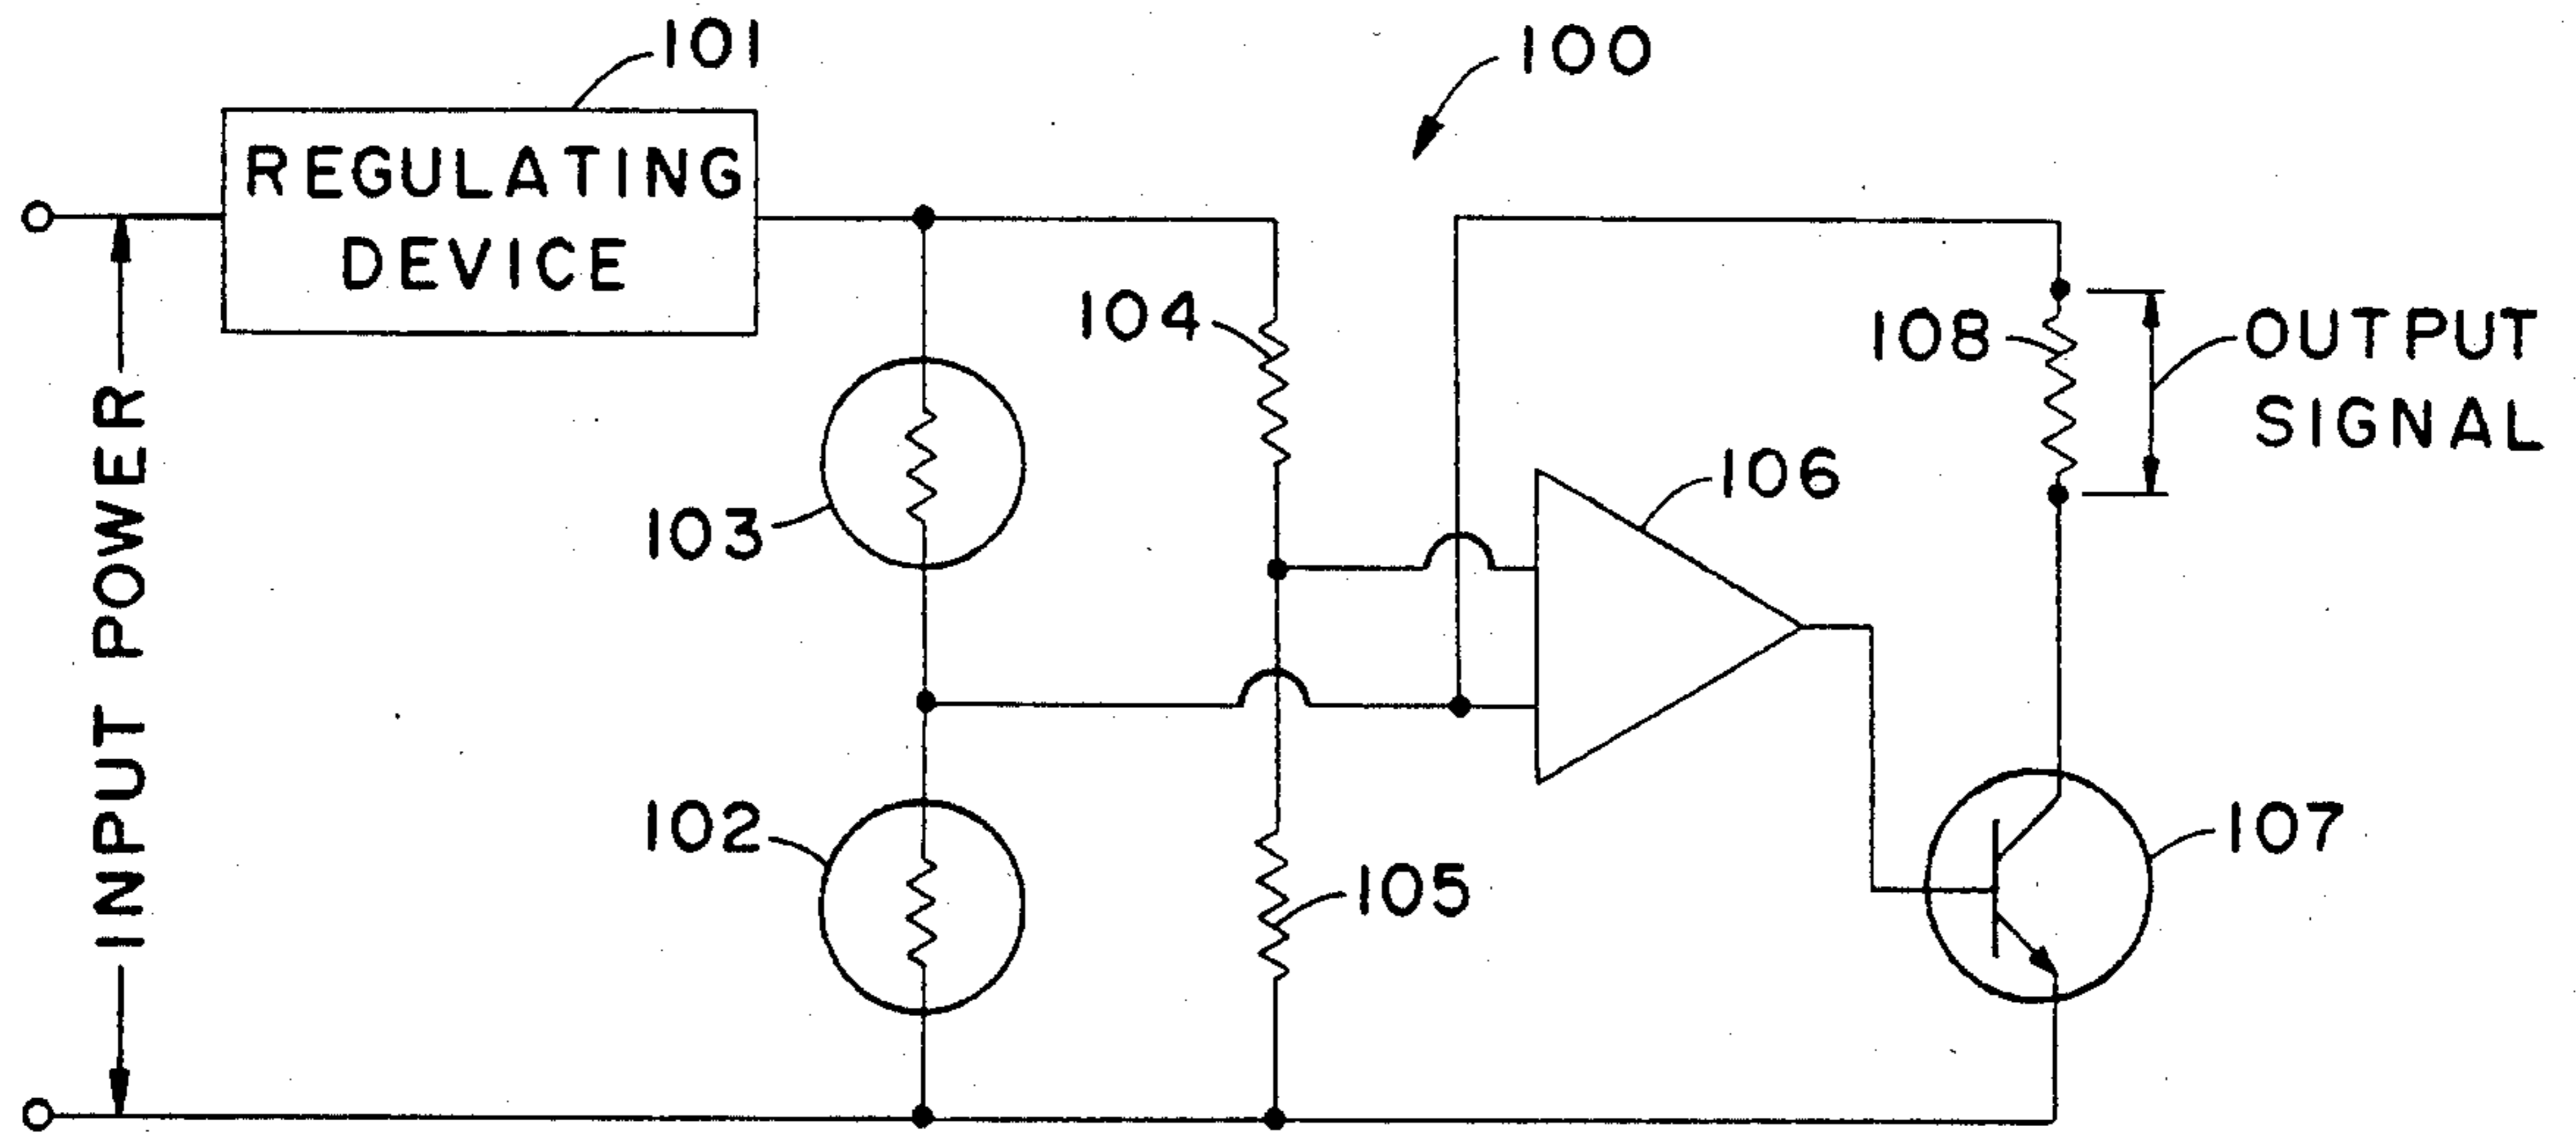 101
100
REGULATING
DEVICE
104
108
OUTPUT
SIGNAL
103
106
INPUT POWER
102
105
107